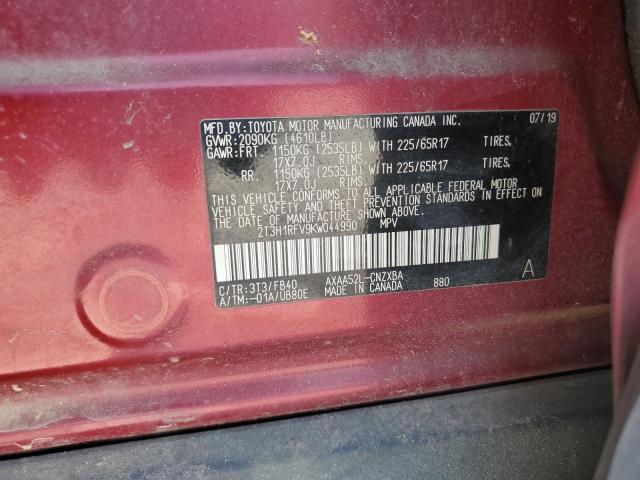 MFD.BY:TOYOTA MOTOR MANUFACTURING CANADA INC. 07/19
GVWR:2090KG (4610LB)
GAWR:FRT 1150KG (2535LB) WITH 225/65R17 TIRES,
17X7.0J RIMS
RR 1150KG (2535LB) WITH 225/65R17 TIRES,
17X7.0J RIMS
THIS VEHICLE CONFORMS TO ALL APPLICABLE FEDERAL MOTOR
VEHICLE SAFETY AND THEFT PREVENTION STANDARDS IN EFFECT ON
THE DATE OF MANUFACTURE SHOWN ABOVE.
2T3H1RFV9KW044990 MPV
C/TR:3T3/FB40 AXAA52L-CNZXBA 880 A
A/TM:-01A/UB80E MADE IN CANADA